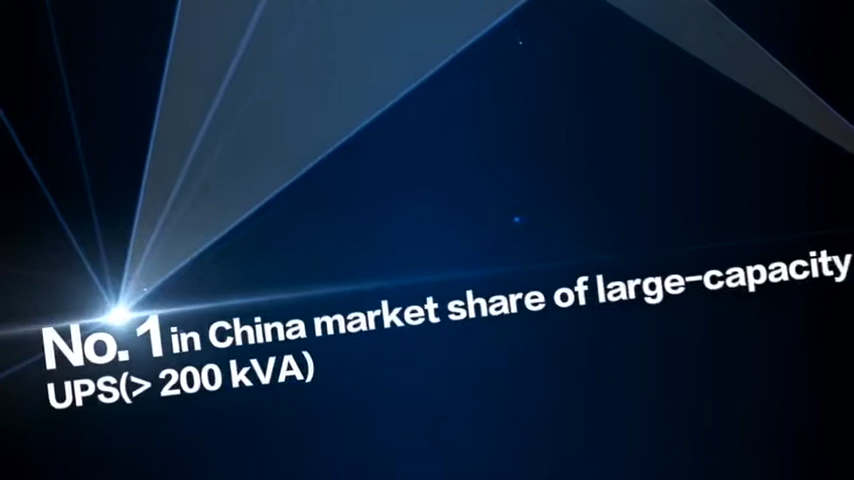 No. 1 in China market share of large-capacity
UPS(> 200 kVA)